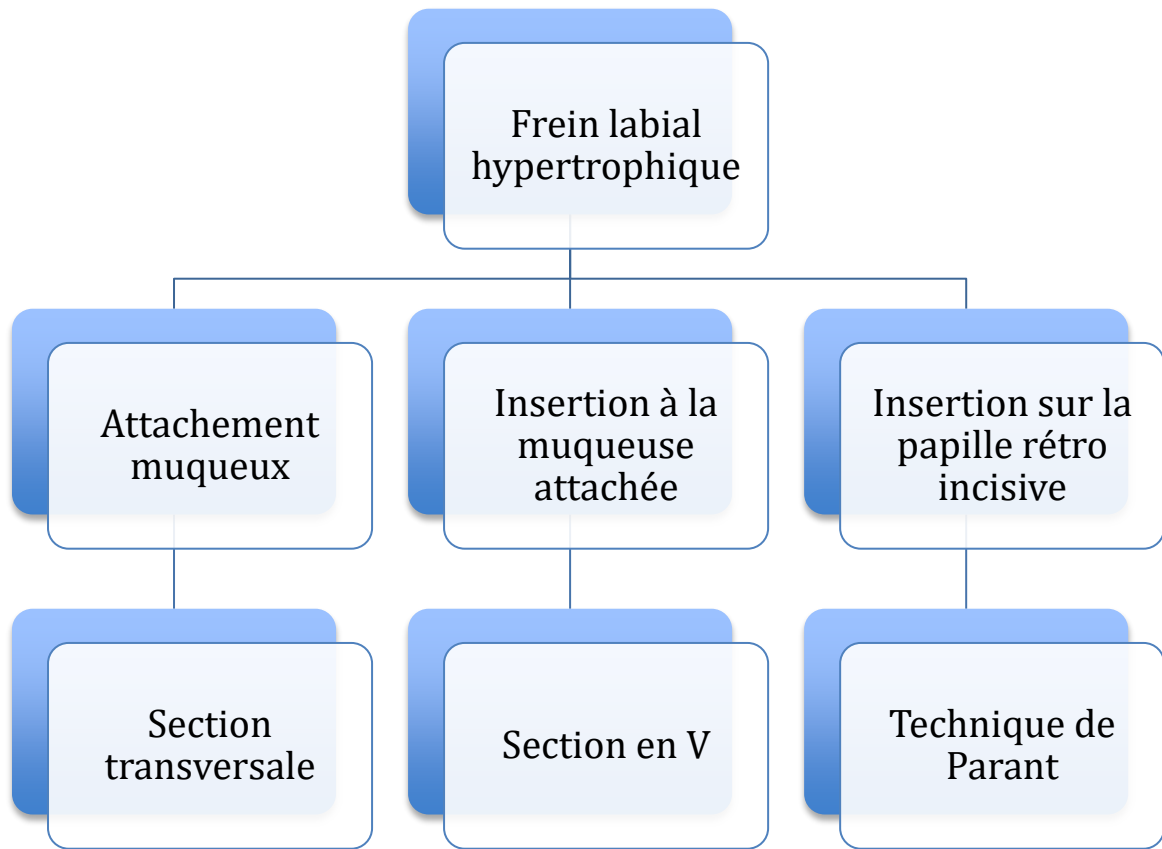 Frein labial
hypertrophique
Attachement
muqueux
Insertion à la
muqueuse
attachée
Insertion sur la
papille rétro
incisive
Section
transversale
Section en V
Technique de
Parant